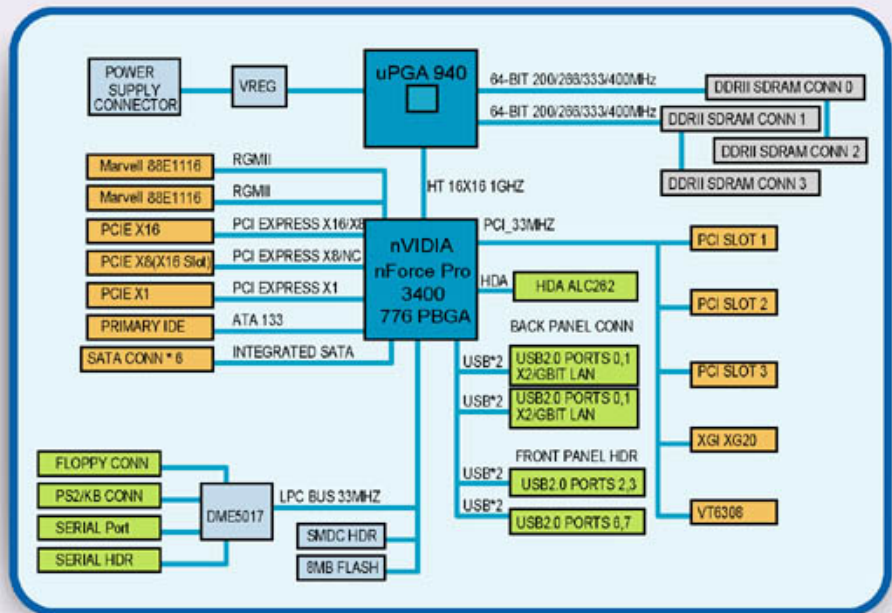 POWER
SUPPLY
CONNECTOR
VREG
uPGA 940
64-BIT 200/266/333/400MHz
DDRII SDRAM CONN 0
64-BIT 200/266/333/400MHz
DDRII SDRAM CONN 1
DDRII SDRAM CONN 2
DDRII SDRAM CONN 3
HT 16X16 1GHZ
Marvell 88E1116
RGMII
Marvell 88E1116
RGMII
PCIE X16
PCI EXPRESS X16/X8
PCIE X8(X16 Slot)
PCI EXPRESS X8/NC
PCIE X1
PCI EXPRESS X1
PRIMARY IDE
ATA 133
SATA CONN * 6
INTEGRATED SATA
nVIDIA
nForce Pro
3400
776 PBGA
PCI_33MHZ
PCI SLOT 1
PCI SLOT 2
PCI SLOT 3
XGI XG20
VT6308
HDA
HDA ALC262
BACK PANEL CONN
USB*2
USB2.0 PORTS 0,1
X2/GBIT LAN
USB*2
USB2.0 PORTS 0,1
X2/GBIT LAN
FRONT PANEL HDR
USB*2
USB2.0 PORTS 2,3
USB*2
USB2.0 PORTS 6,7
FLOPPY CONN
PS2/KB CONN
SERIAL Port
SERIAL HDR
DME5017
LPC BUS 33MHZ
SMDC HDR
8MB FLASH